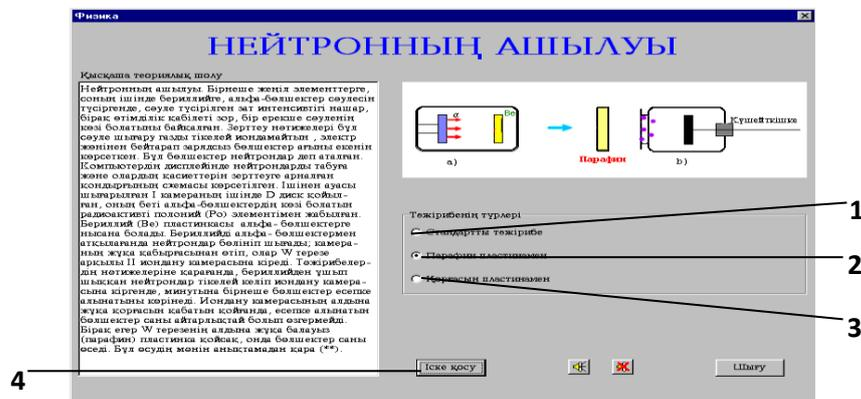 Физика
НЕЙТРОННЫҢ АШЫЛУЫ
Қысқаша теориялық шолу
Нейтронның ашылуы. Бірнеше жеңіл элементтерге,
соның ішінде бериллийге, альфа-бөлшектер сәулесін
түсіргенде, сәуле түсірілген зат интенсивтігі нашар,
бірақ өтімділік қабілеті зор, бір ерекше сәуленің
көзі болатыны байқалған. Зерттеу нәтижелері бұл
сәуле шығару газды тікелей иондамайтын , электр
жөнінен бейтарап зарядсыз бөлшектер ағыны екенін
көрсеткен. Бұл бөлшектер нейтрондар деп аталған.
Компьютердің дисплейінде нейтрондарды табуға
және олардың қасиеттерін зерттеуге арналған
қондырғының схемасы көрсетілген. Ішінен ауасы
шығарылған I камераның ішінде D диск қойыл-
ған, оның беті альфа-бөлшектердің көзі болатын
радиоактивті полоний (Po) элементімен жабылған.
Бериллий (Be) пластинкасы альфа- бөлшектерге
нысана болады. Бериллийді альфа- бөлшектермен
атқылағанда нейтрондар бөлініп шығады; камера-
ның жұқа қабырғасынан өтіп, олар W терезе
арқылы II иондану камерасына кіреді. Тәжірибелер-
дің нәтижелеріне қарағанда, бериллийден ұшып
шыққан нейтрондар тікелей келіп иондану камера-
сына кіргенде, минутына бірнеше бөлшектер есепке
алынатыны көрінеді. Иондану камерасының алдына
жұқа қорғасын қабатын қойғанда, есепке алынатын
бөлшектер саны айтарлықтай болып өзгермейді.
Бірақ егер W терезенің алдына жұқа балауыз
(парафин) пластинка қойсақ, онда бөлшектер саны
өседі. Бұл өсудің мәнін анықтамадан қара (**).
α
Be
Күшейткішке
Парафин
a)
b)
Тәжірибенің түрлері
Стандартты тәжірибе
1
Парафин пластинамен
2
Қорғасын пластинамен
3
4
Іске қосу
Шығу